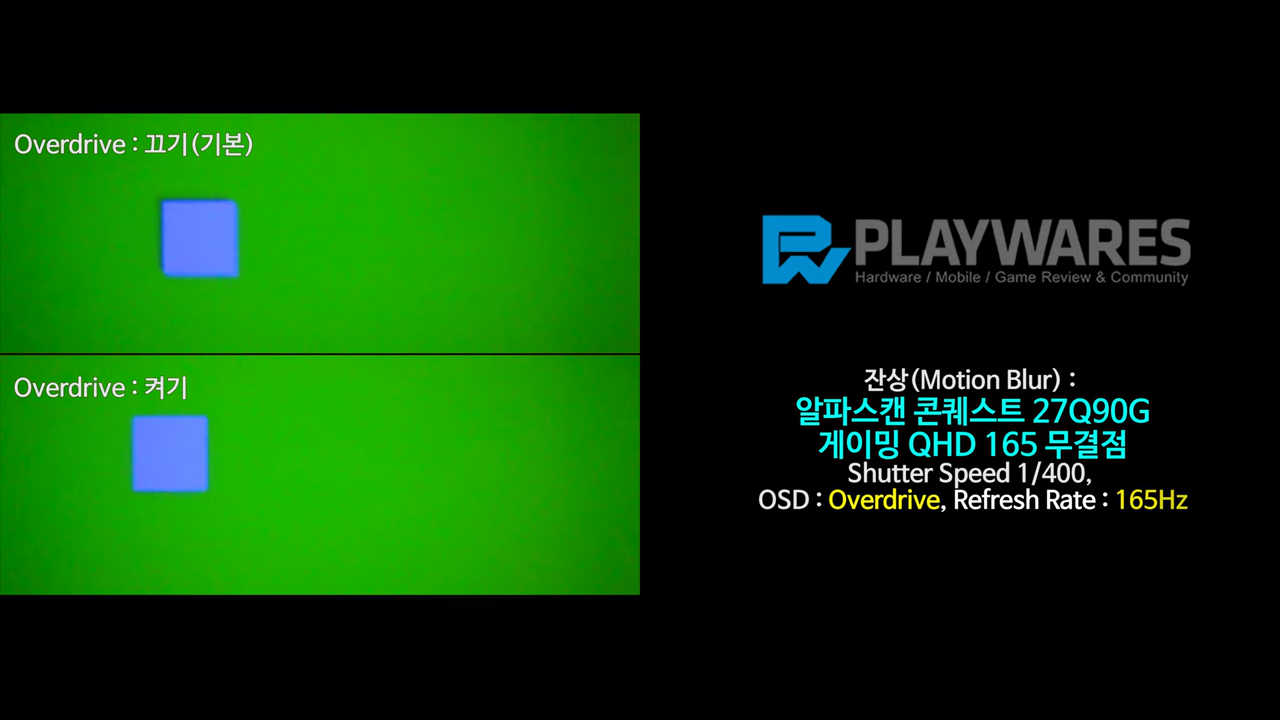 Overdrive : 끄기(기본)
Overdrive : 켜기
PLAYWARES
Hardware / Mobile / Game Review & Community
잔상(Motion Blur) :
알파스캔 콘퀘스트 27Q90G
게이밍 QHD 165 무결점
Shutter Speed 1/400,
OSD : Overdrive, Refresh Rate : 165Hz